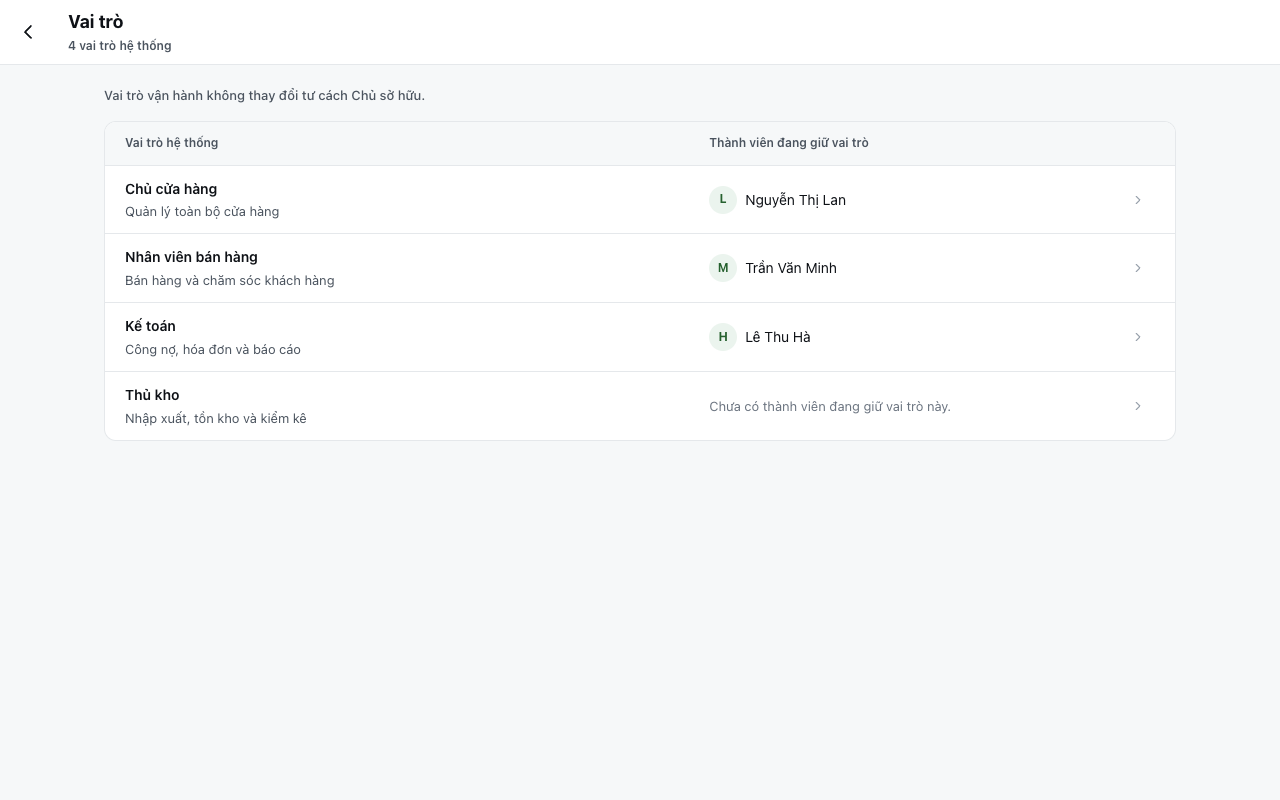 Vai trò
4 vai trò hệ thống
Vai trò vận hành không thay đổi tư cách Chủ sở hữu.
Vai trò hệ thống
Thành viên đang giữ vai trò
Chủ cửa hàng
Quản lý toàn bộ cửa hàng
L
Nguyễn Thị Lan
Nhân viên bán hàng
Bán hàng và chăm sóc khách hàng
M
Trần Văn Minh
Kế toán
Công nợ, hóa đơn và báo cáo
H
Lê Thu Hà
Thủ kho
Nhập xuất, tồn kho và kiểm kê
Chưa có thành viên đang giữ vai trò này.